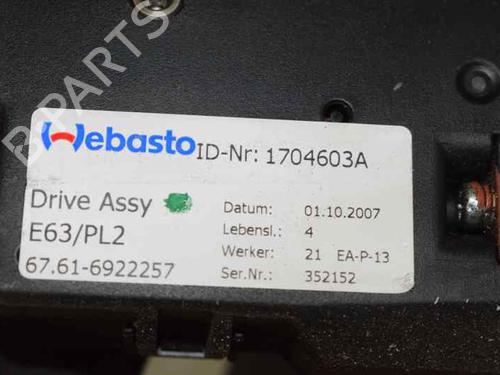 B-PARTS
Webasto ID-Nr: 1704603A
Drive Assy
E63/PL2
67.61-6922257
Datum: 01.10.2007
Lebensl.: 4
Werker: 21 EA-P-13
Ser.Nr.: 352152